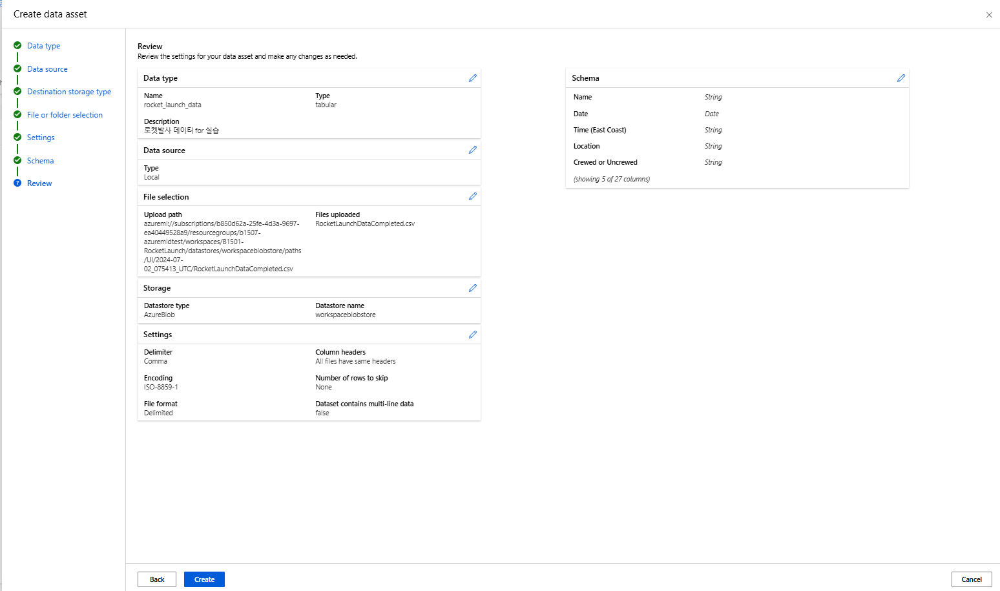 Create data asset
Data type
Data source
Destination storage type
File or folder selection
Settings
Schema
7 Review
Review
Review the settings for your data asset and make any changes as needed.
Data type
Name
rocket_launch_data
Type
tabular
Description
로켓발사 데이터 for 실습
Data source
Type
Local
File selection
Upload path
azureml://subscriptions/b850d62a-25fe-4d3a-9697-
ea40449528a9/resourcegroups/b1507-
azuremldtest/workspaces/B1501-
RocketLaunch/datastores/workspaceblobstore/paths
/UI/2024-07-
02_075413_UTC/RocketLaunchDataCompleted.csv
Files uploaded
RocketLaunchDataCompleted.csv
Storage
Datastore type
AzureBlob
Datastore name
workspaceblobstore
Settings
Delimiter
Comma
Column headers
All files have same headers
Encoding
ISO-8859-1
Number of rows to skip
None
File format
Delimited
Dataset contains multi-line data
false
Schema
Name String
Date Date
Time (East Coast) String
Location String
Crewed or Uncrewed String
(showing 5 of 27 columns)
Back
Create
Cancel